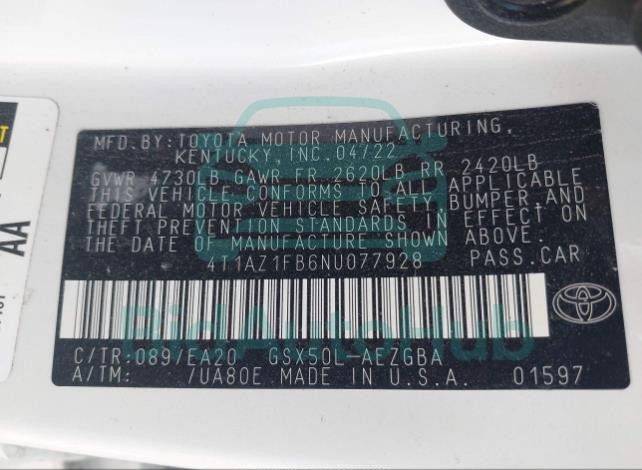 MFD.BY:TOYOTA MOTOR MANUFACTURING,
KENTUCKY,INC.04/22
GVWR 4730LB GAWR FR 2620LB RR 2420LB
THIS VEHICLE CONFORMS TO ALL APPLICABLE
FEDERAL MOTOR VEHICLE SAFETY,BUMPER,AND
THEFT PREVENTION STANDARDS IN EFFECT ON
THE DATE OF MANUFACTURE SHOWN ABOVE.
4T1AZ1FB6NU077928 PASS.CAR
C/TR:089/EA20 GSX50L-AEZGBA
A/TM: /UA80E MADE IN U.S.A. 01597
AA
BidAutoHub